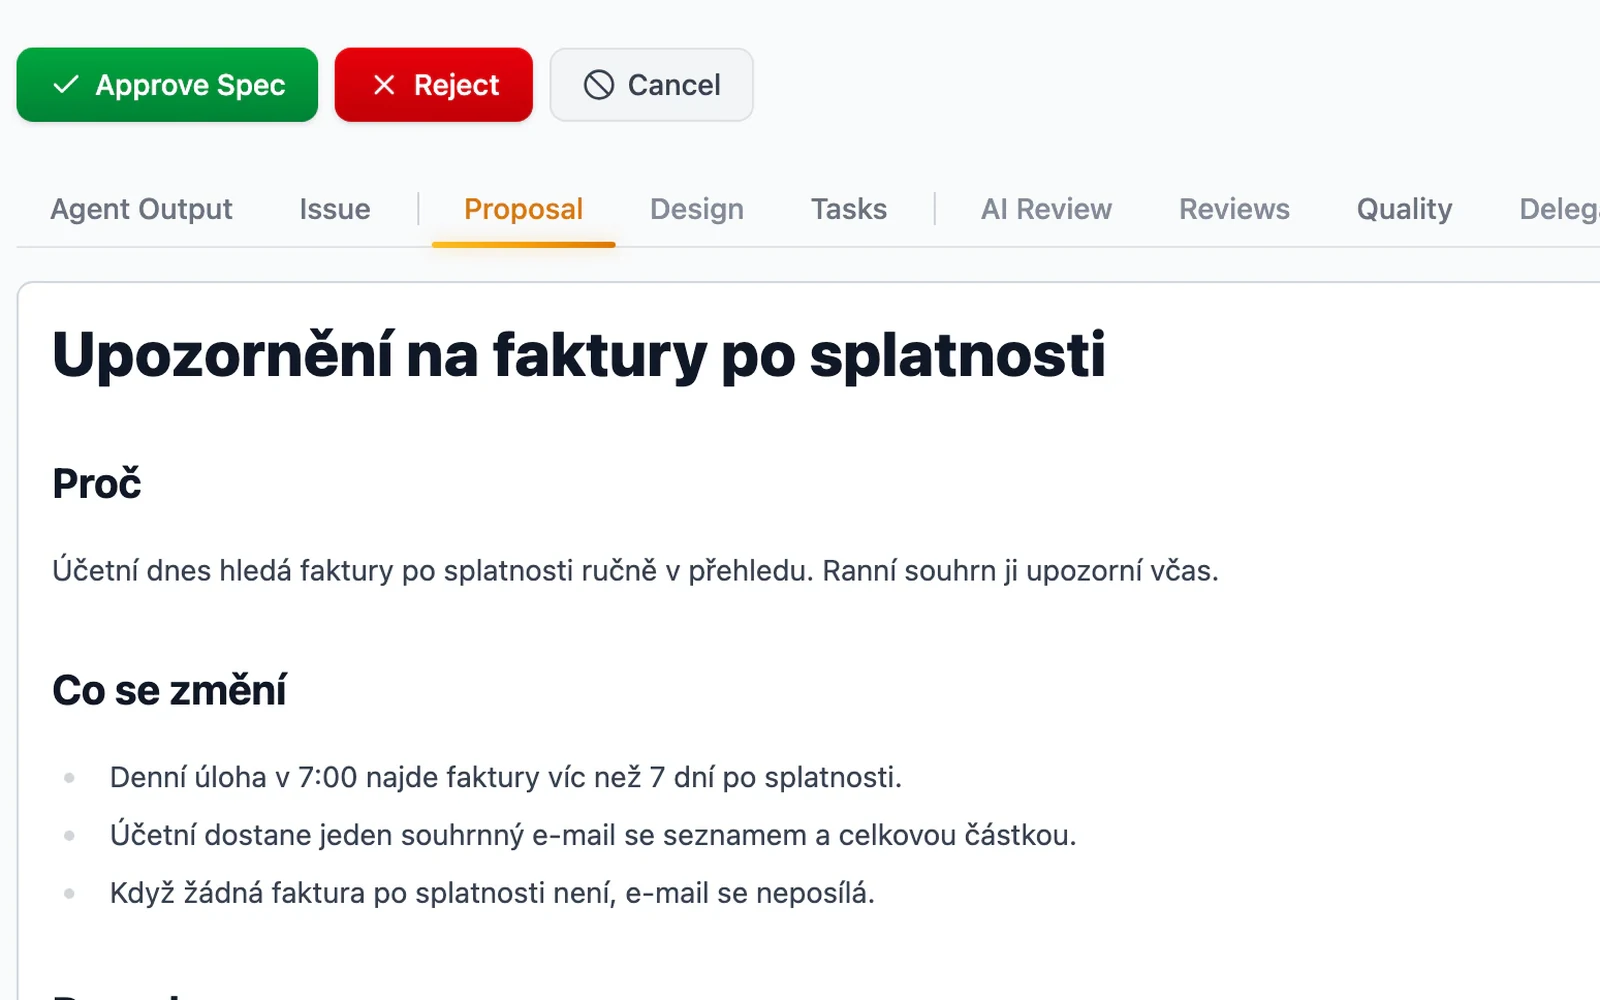 Approve Spec
Reject
Cancel
Agent Output
Issue
Proposal
Design
Tasks
AI Review
Reviews
Quality
Upozornění na faktury po splatnosti
Proč
Účetní dnes hledá faktury po splatnosti ručně v přehledu. Ranní souhrn ji upozorní včas.
Co se změní
Denní úloha v 7:00 najde faktury víc než 7 dní po splatnosti.
Účetní dostane jeden souhrnný e-mail se seznamem a celkovou částkou.
Když žádná faktura po splatnosti není, e-mail se neposílá.